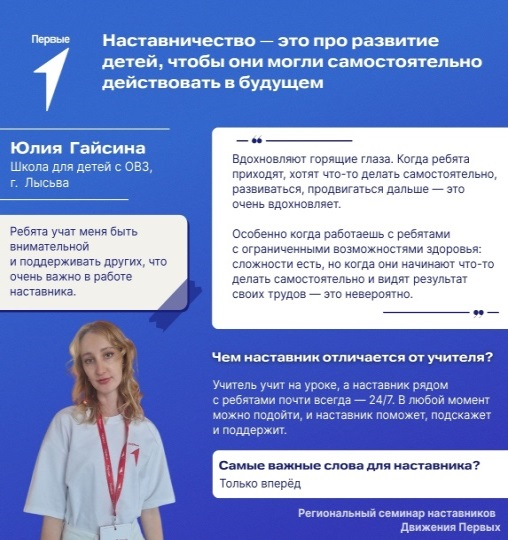 Первые
Наставничество — это про развитие
детей, чтобы они могли самостоятельно
действовать в будущем
Юлия Гайсина
Школа для детей с ОВЗ,
г. Лысьва
Ребята учат меня быть
внимательной
и поддерживать других, что
очень важно в работе
наставника.
Вдохновляют горящие глаза. Когда ребята
приходят, хотят что-то делать самостоятельно,
развиваться, продвигаться дальше — это
очень вдохновляет.
Особенно когда работаешь с ребятами
с ограниченными возможностями здоровья:
сложности есть, но когда они начинают что-то
делать самостоятельно и видят результат
своих трудов — это невероятно.
Чем наставник отличается от учителя?
Учитель учит на уроке, а наставник рядом
с ребятами почти всегда — 24/7. В любой момент
можно подойти, и наставник поможет, подскажет
и поддержит.
Самые важные слова для наставника?
Только вперёд
Региональный семинар наставников
Движения Первых